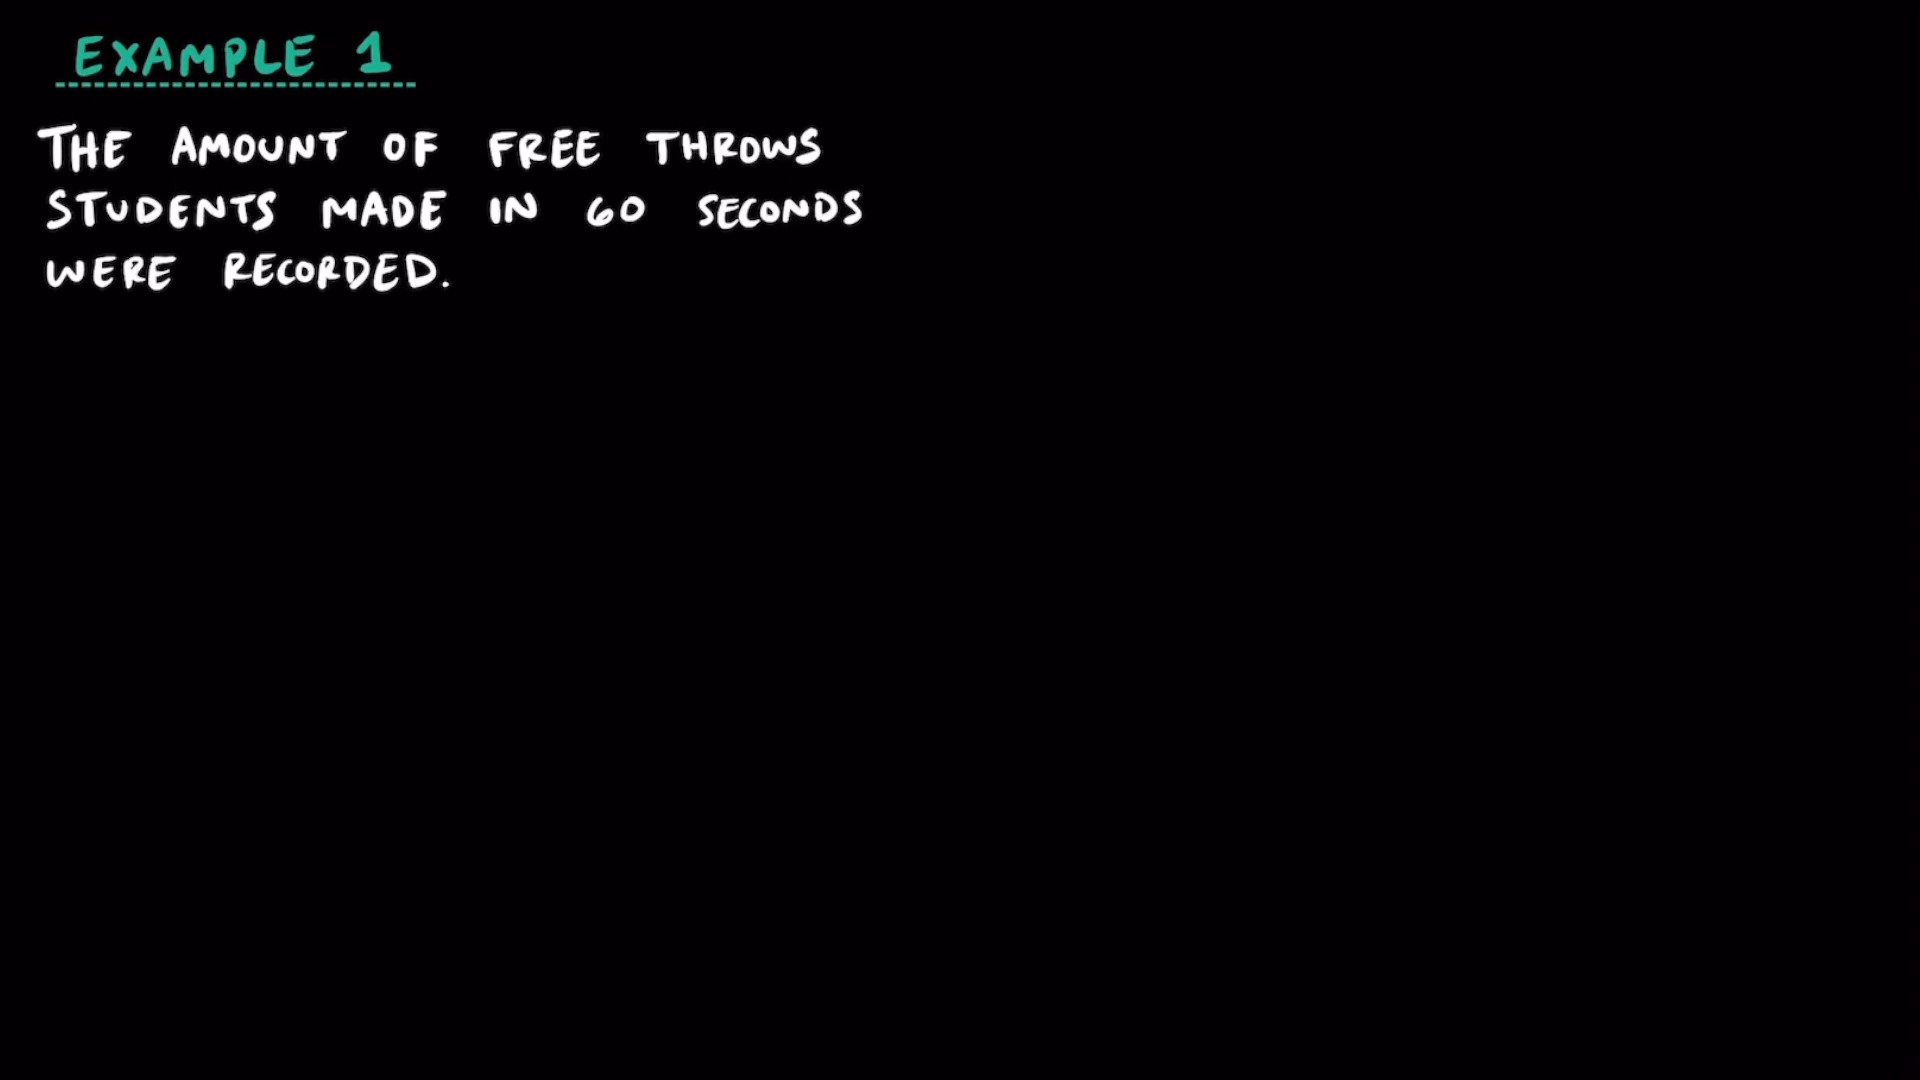 EXAMPLE 1
THE AMOUNT OF FREE THROWS
STUDENTS MADE IN 60 SECONDS
WERE RECORDED.